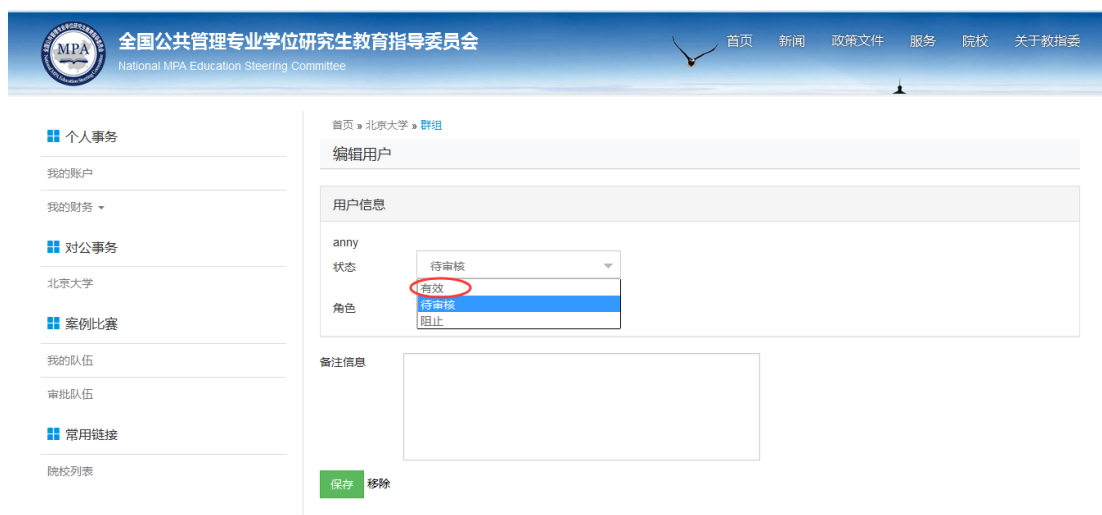 MPA
全国公共管理专业学位研究生教育指导委员会
National MPA Education Steering Committee
首页 新闻 政策文件 服务 院校 关于教指委
个人事务
我的账户
我的财务
对公事务
北京大学
案例比赛
我的队伍
审批队伍
常用链接
院校列表
首页 » 北京大学 » 群组
编辑用户
用户信息
anny
状态 待审核
有效
待审核
阻止
角色
备注信息
保存 移除